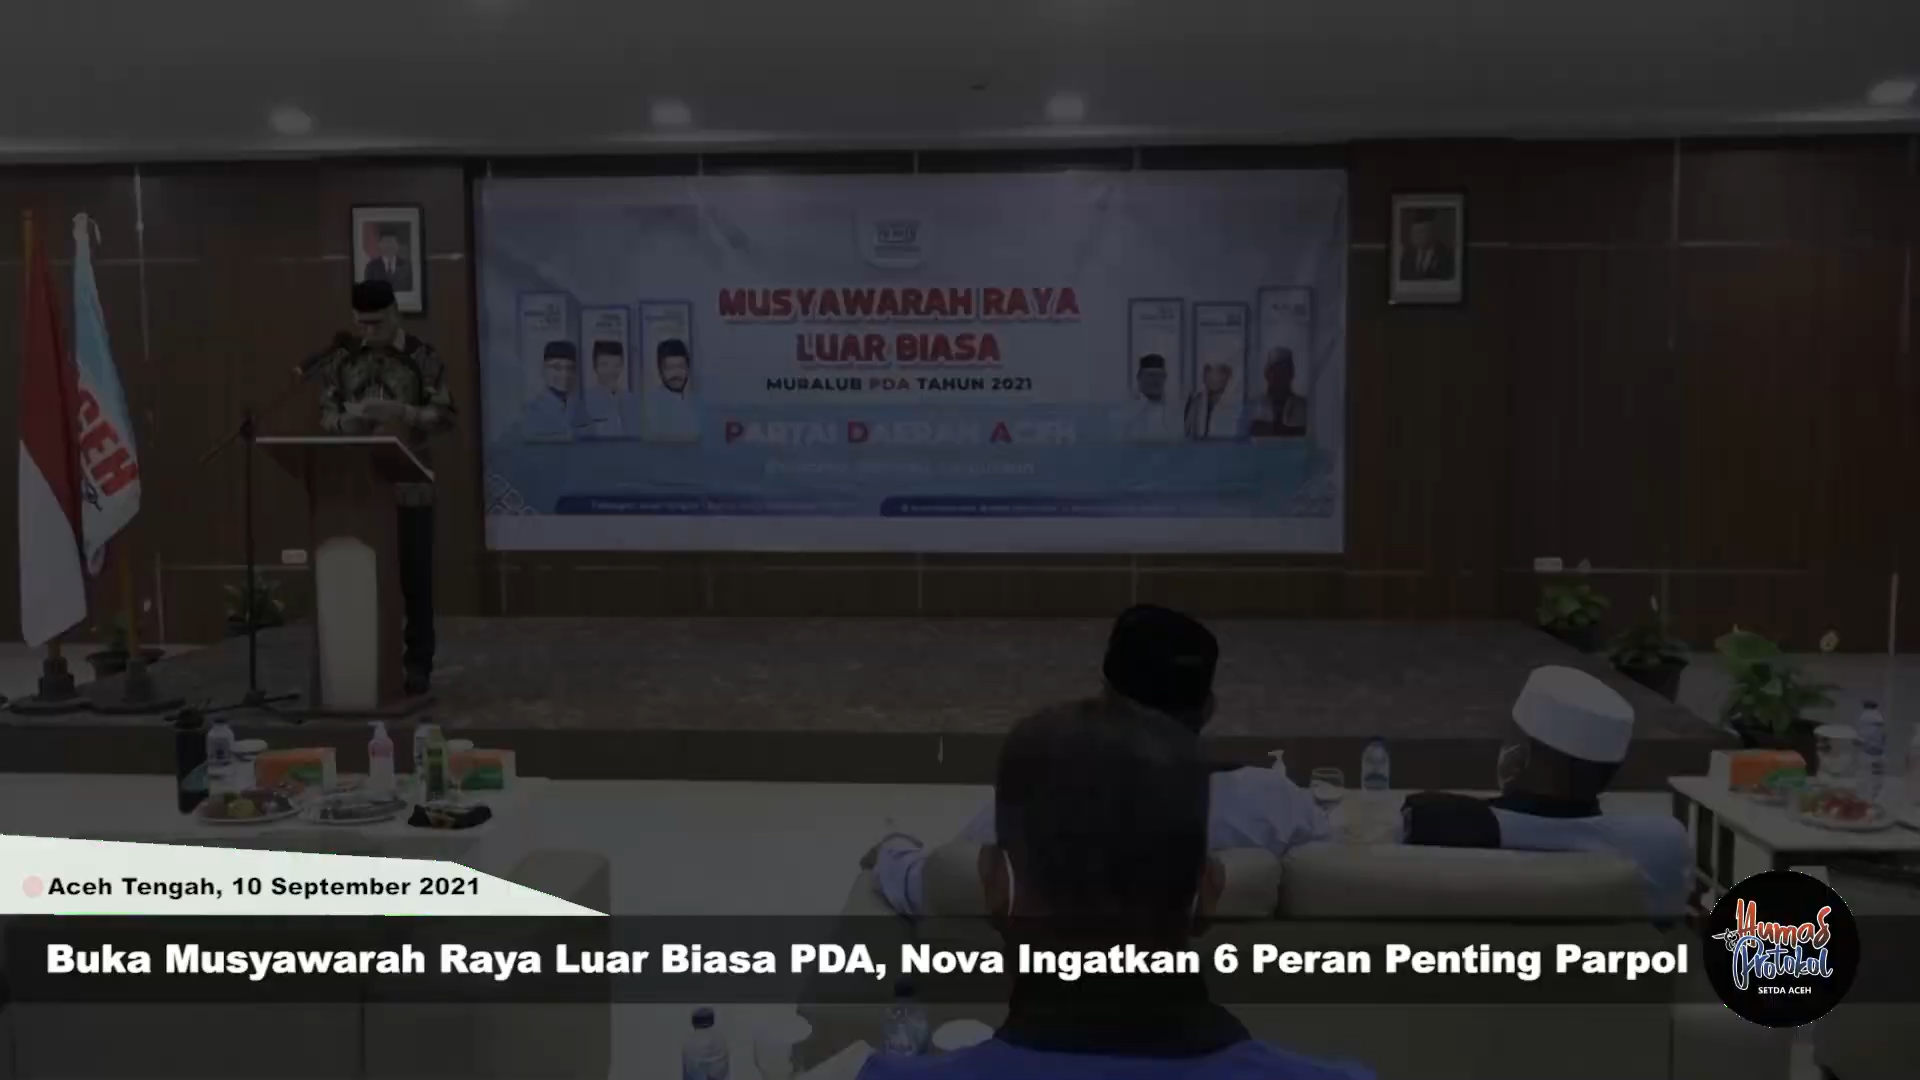 MUSYAWARAH RAYA
LUAR BIASA
MURALUB PDA TAHUN 2021
PARTAI DAERAH ACEH
ACEH
Aceh Tengah, 10 September 2021
Buka Musyawarah Raya Luar Biasa PDA, Nova Ingatkan 6 Peran Penting Parpol
Humas
Protokol
SETDA ACEH